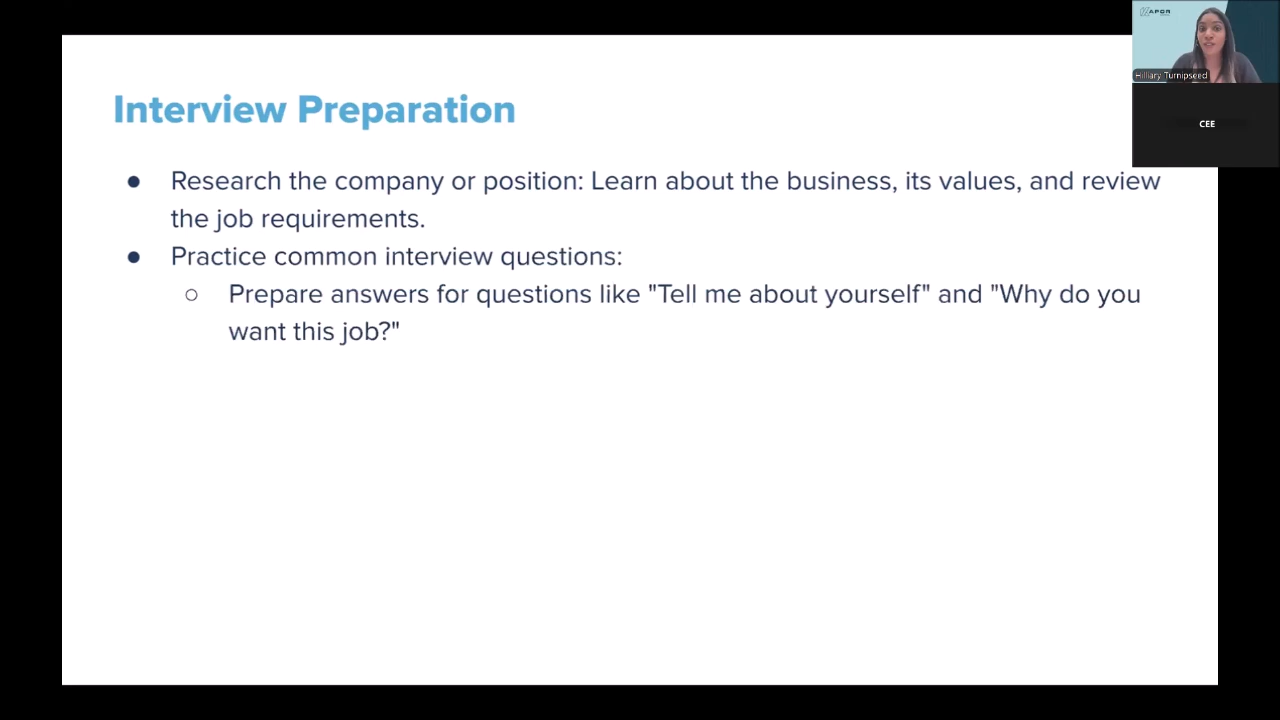 Interview Preparation
● Research the company or position: Learn about the business, its values, and review
the job requirements.
● Practice common interview questions:
○ Prepare answers for questions like "Tell me about yourself" and "Why do you
want this job?"
Hilliary Turnipseed
CEE